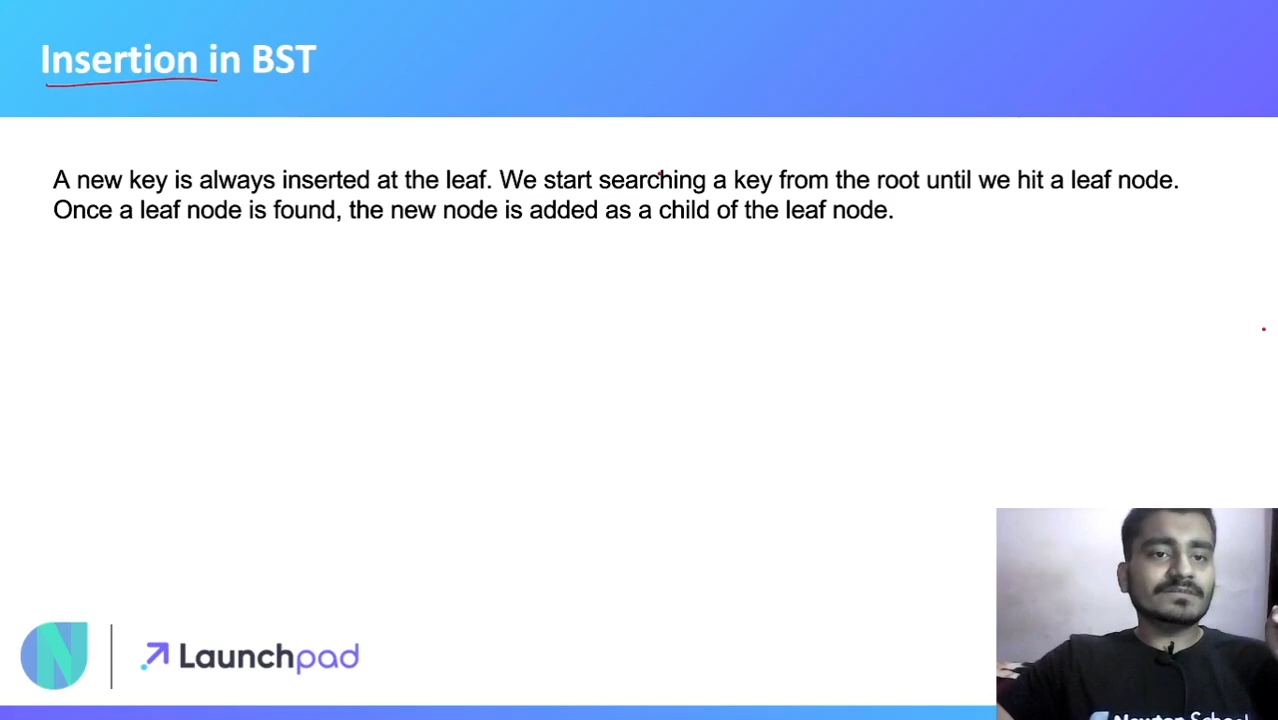 Insertion in BST
A new key is always inserted at the leaf. We start searching a key from the root until we hit a leaf node.
Once a leaf node is found, the new node is added as a child of the leaf node.
N
Launchpad
Newton School